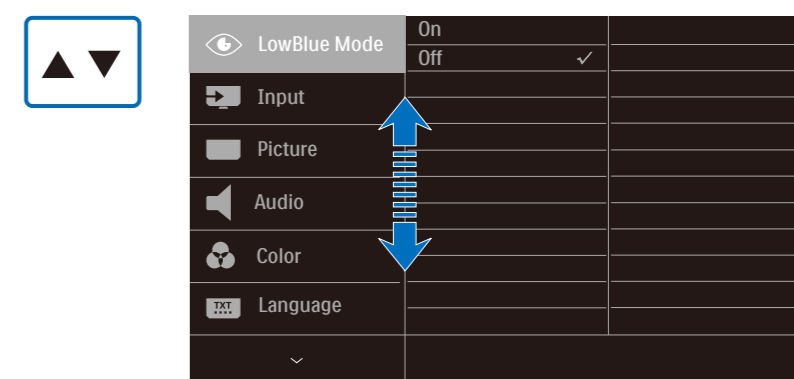 LowBlue Mode
On
Off
Input
Picture
Audio
Color
TXT
Language